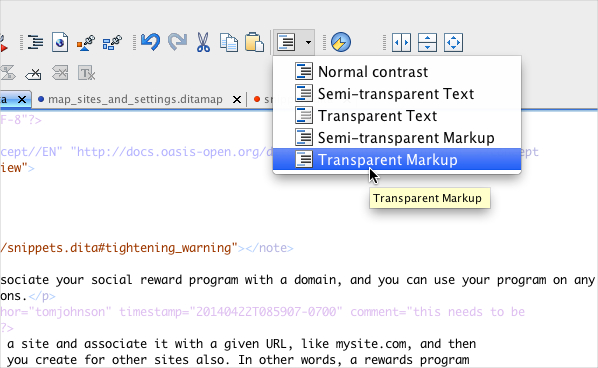 Normal contrast
Semi-transparent Text
Transparent Text
Semi-transparent Markup
Transparent Markup
Transparent Markup
a map_sites_and_settings.ditamap
F-8"?>
cept//EN" "http://docs.oasis-open.org/d ept
iew">
/snippets.dita#tightening_warning"></note>
sociate your social reward program with a domain, and you can use your program on any
ons.</p>
hor="tomjohnson" timestamp="20140422T085907-0700" comment="this needs to be
?>
a site and associate it with a given URL, like mysite.com, and then
you create for other sites also. In other words, a rewards program